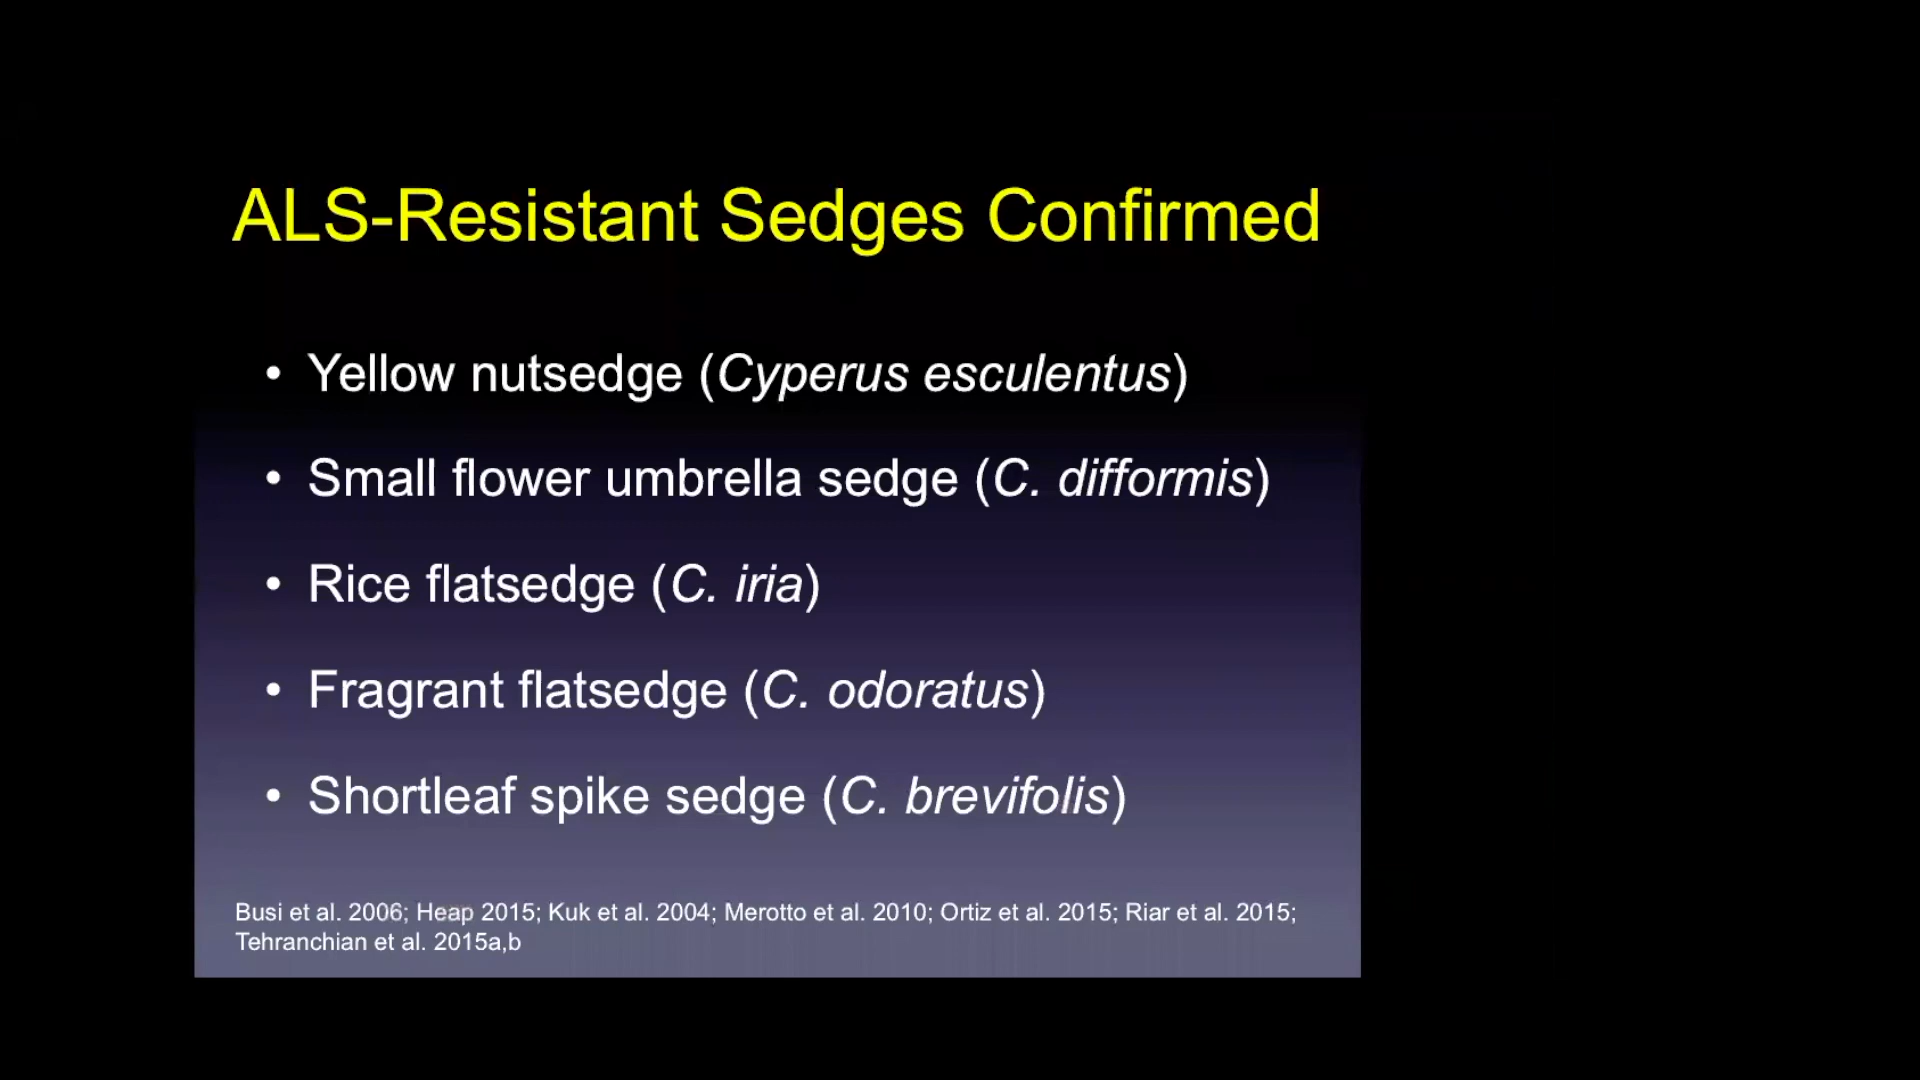 ALS-Resistant Sedges Confirmed
• Yellow nutsedge (Cyperus esculentus)
• Small flower umbrella sedge (C. difformis)
• Rice flatsedge (C. iria)
• Fragrant flatsedge (C. odoratus)
• Shortleaf spike sedge (C. brevifolis)
Busi et al. 2006; Heap 2015; Kuk et al. 2004; Merotto et al. 2010; Ortiz et al. 2015; Riar et al. 2015;
Tehranchian et al. 2015a,b